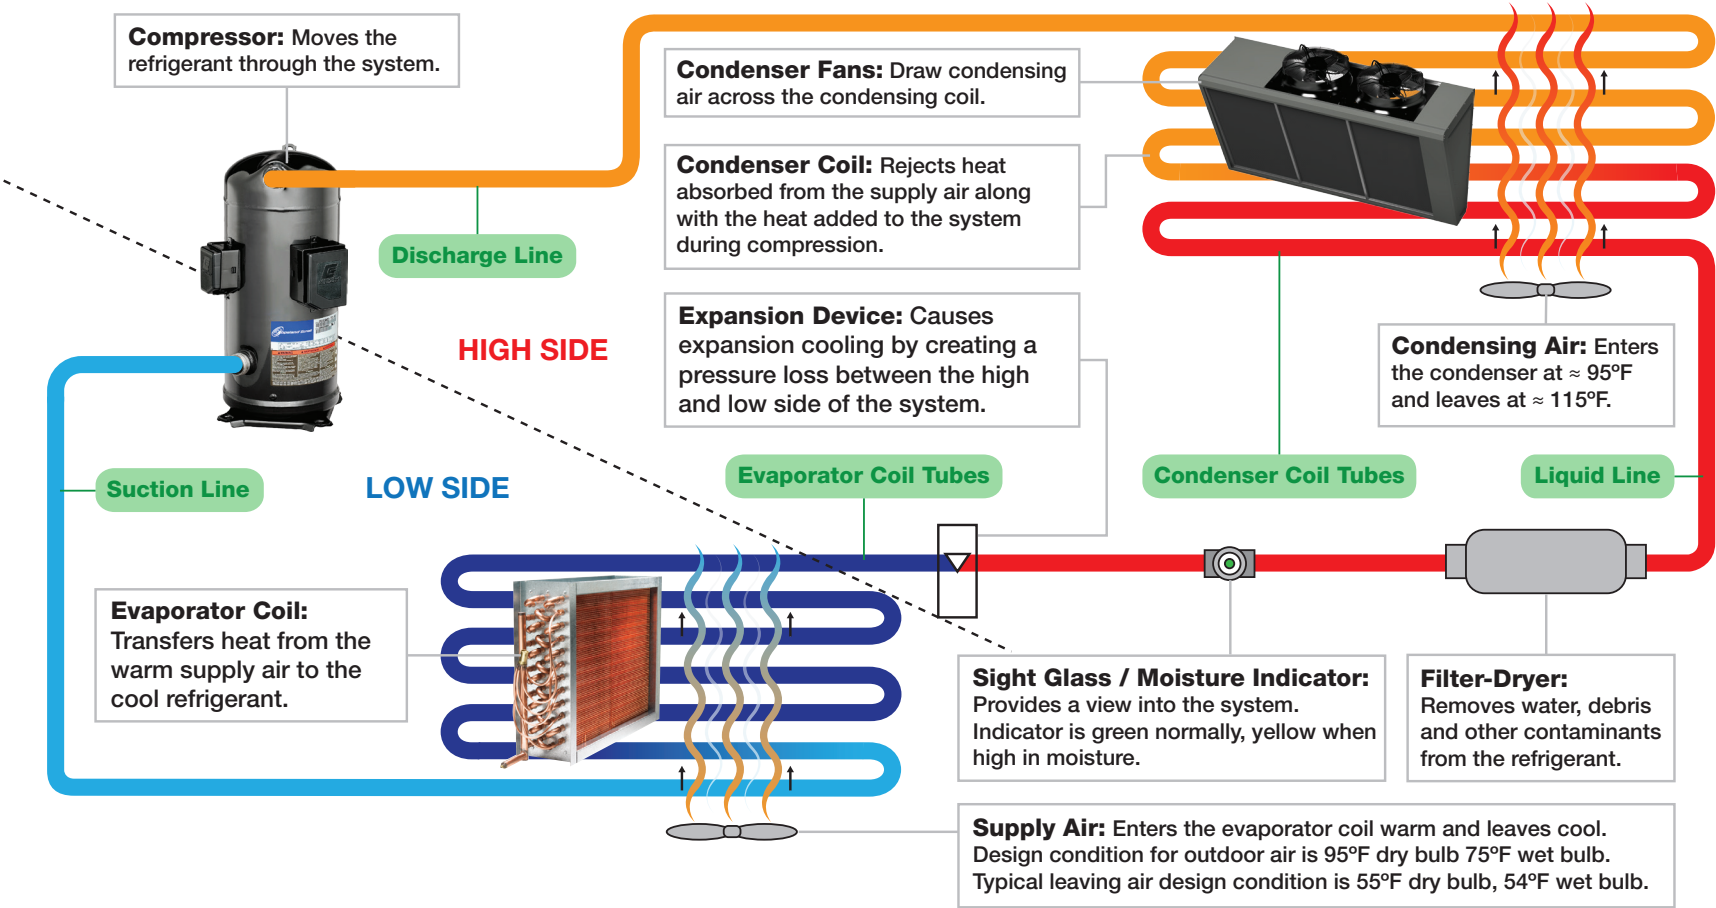 Compressor: Moves the
refrigerant through the system.
Condenser Fans: Draw condensing
air across the condensing coil.
Condenser Coil: Rejects heat
absorbed from the supply air along
with the heat added to the system
during compression.
Discharge Line
HIGH SIDE
Expansion Device: Causes
expansion cooling by creating a
pressure loss between the high
and low side of the system.
Condensing Air: Enters
the condenser at ≈ 95ºF
and leaves at ≈ 115ºF.
Suction Line
LOW SIDE
Evaporator Coil Tubes
Condenser Coil Tubes
Liquid Line
Evaporator Coil:
Transfers heat from the
warm supply air to the
cool refrigerant.
Sight Glass / Moisture Indicator:
Provides a view into the system.
Indicator is green normally, yellow when
high in moisture.
Filter-Dryer:
Removes water, debris
and other contaminants
from the refrigerant.
Supply Air: Enters the evaporator coil warm and leaves cool.
Design condition for outdoor air is 95ºF dry bulb 75ºF wet bulb.
Typical leaving air design condition is 55ºF dry bulb, 54ºF wet bulb.